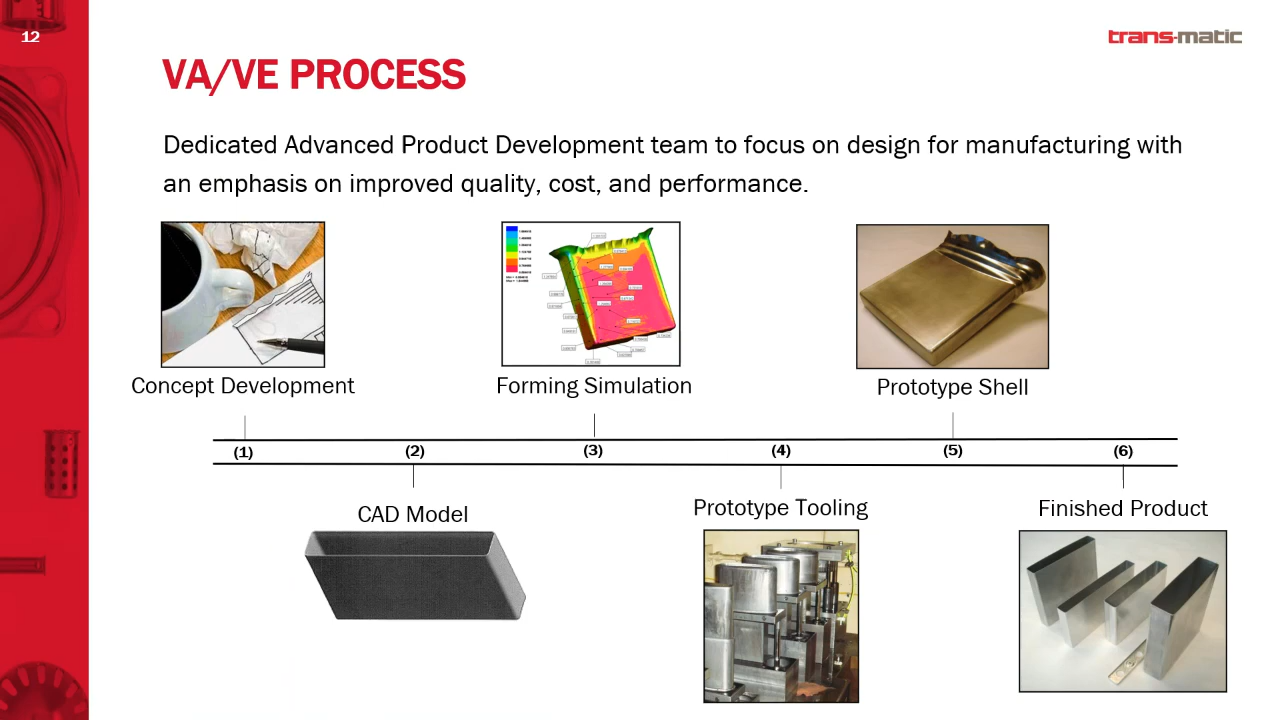 12
trans-matic
VA/VE PROCESS
Dedicated Advanced Product Development team to focus on design for manufacturing with
an emphasis on improved quality, cost, and performance.
Concept Development
Forming Simulation
Prototype Shell
(1)
(2)
(3)
(4)
(5)
(6)
CAD Model
Prototype Tooling
Finished Product